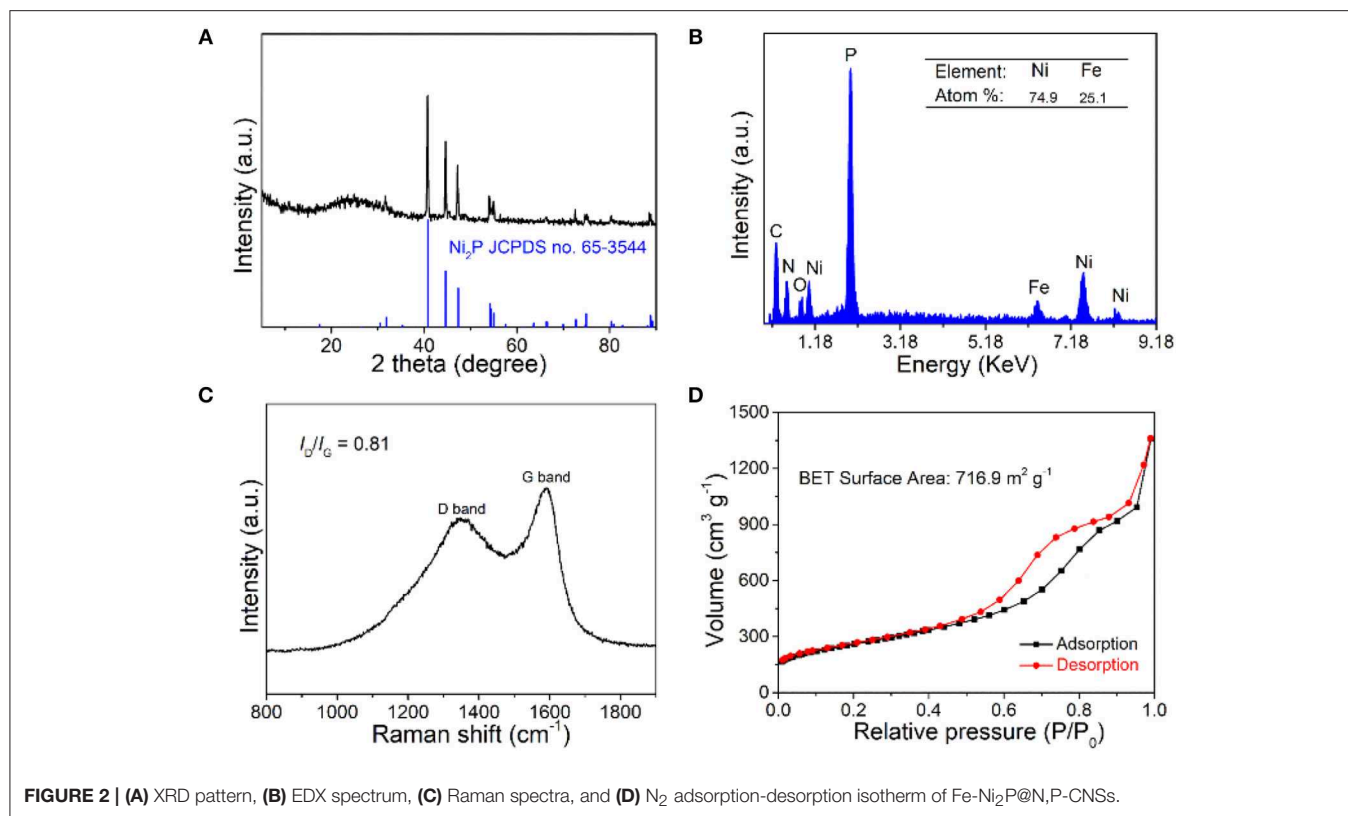 A
Intensity (a.u.)
Ni₂P JCPDS no. 65-3544
20 40 60 80
2 theta (degree)
B
Intensity (a.u.)
P
Element: Ni Fe
Atom %: 74.9 25.1
C
N
O
Ni
Fe
Ni
Ni
1.18 3.18 5.18 7.18 9.18
Energy (KeV)
C
Intensity (a.u.)
I_D/I_G = 0.81
D band
G band
800 1000 1200 1400 1600 1800
Raman shift (cm⁻¹)
D
Volume (cm³ g⁻¹)
1500
1200
900
600
300
0
BET Surface Area: 716.9 m² g⁻¹
Adsorption
Desorption
0.0 0.2 0.4 0.6 0.8 1.0
Relative pressure (P/P₀)
FIGURE 2 | (A) XRD pattern, (B) EDX spectrum, (C) Raman spectra, and (D) N₂ adsorption-desorption isotherm of Fe-Ni₂P@N,P-CNSs.